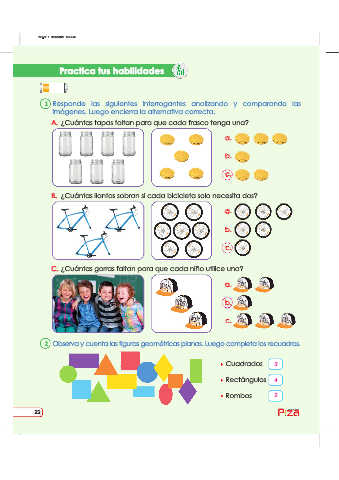 Practica tus habilidades
1 Responde las siguientes interrogantes analizando y comparando las
imágenes. Luego encierra la alternativa correcta.
A. ¿Cuántas tapas faltan para que cada frasco tenga una?
a.
b.
c.
B. ¿Cuántas llantas sobran si cada bicicleta solo necesita dos?
a.
b.
c.
C. ¿Cuántas gorras faltan para que cada niño utilice una?
a.
b.
c.
2 Observa y cuenta las figuras geométricas planas. Luego completa los recuadros.
• Cuadrados 3
• Rectángulos 4
• Rombos 2
22